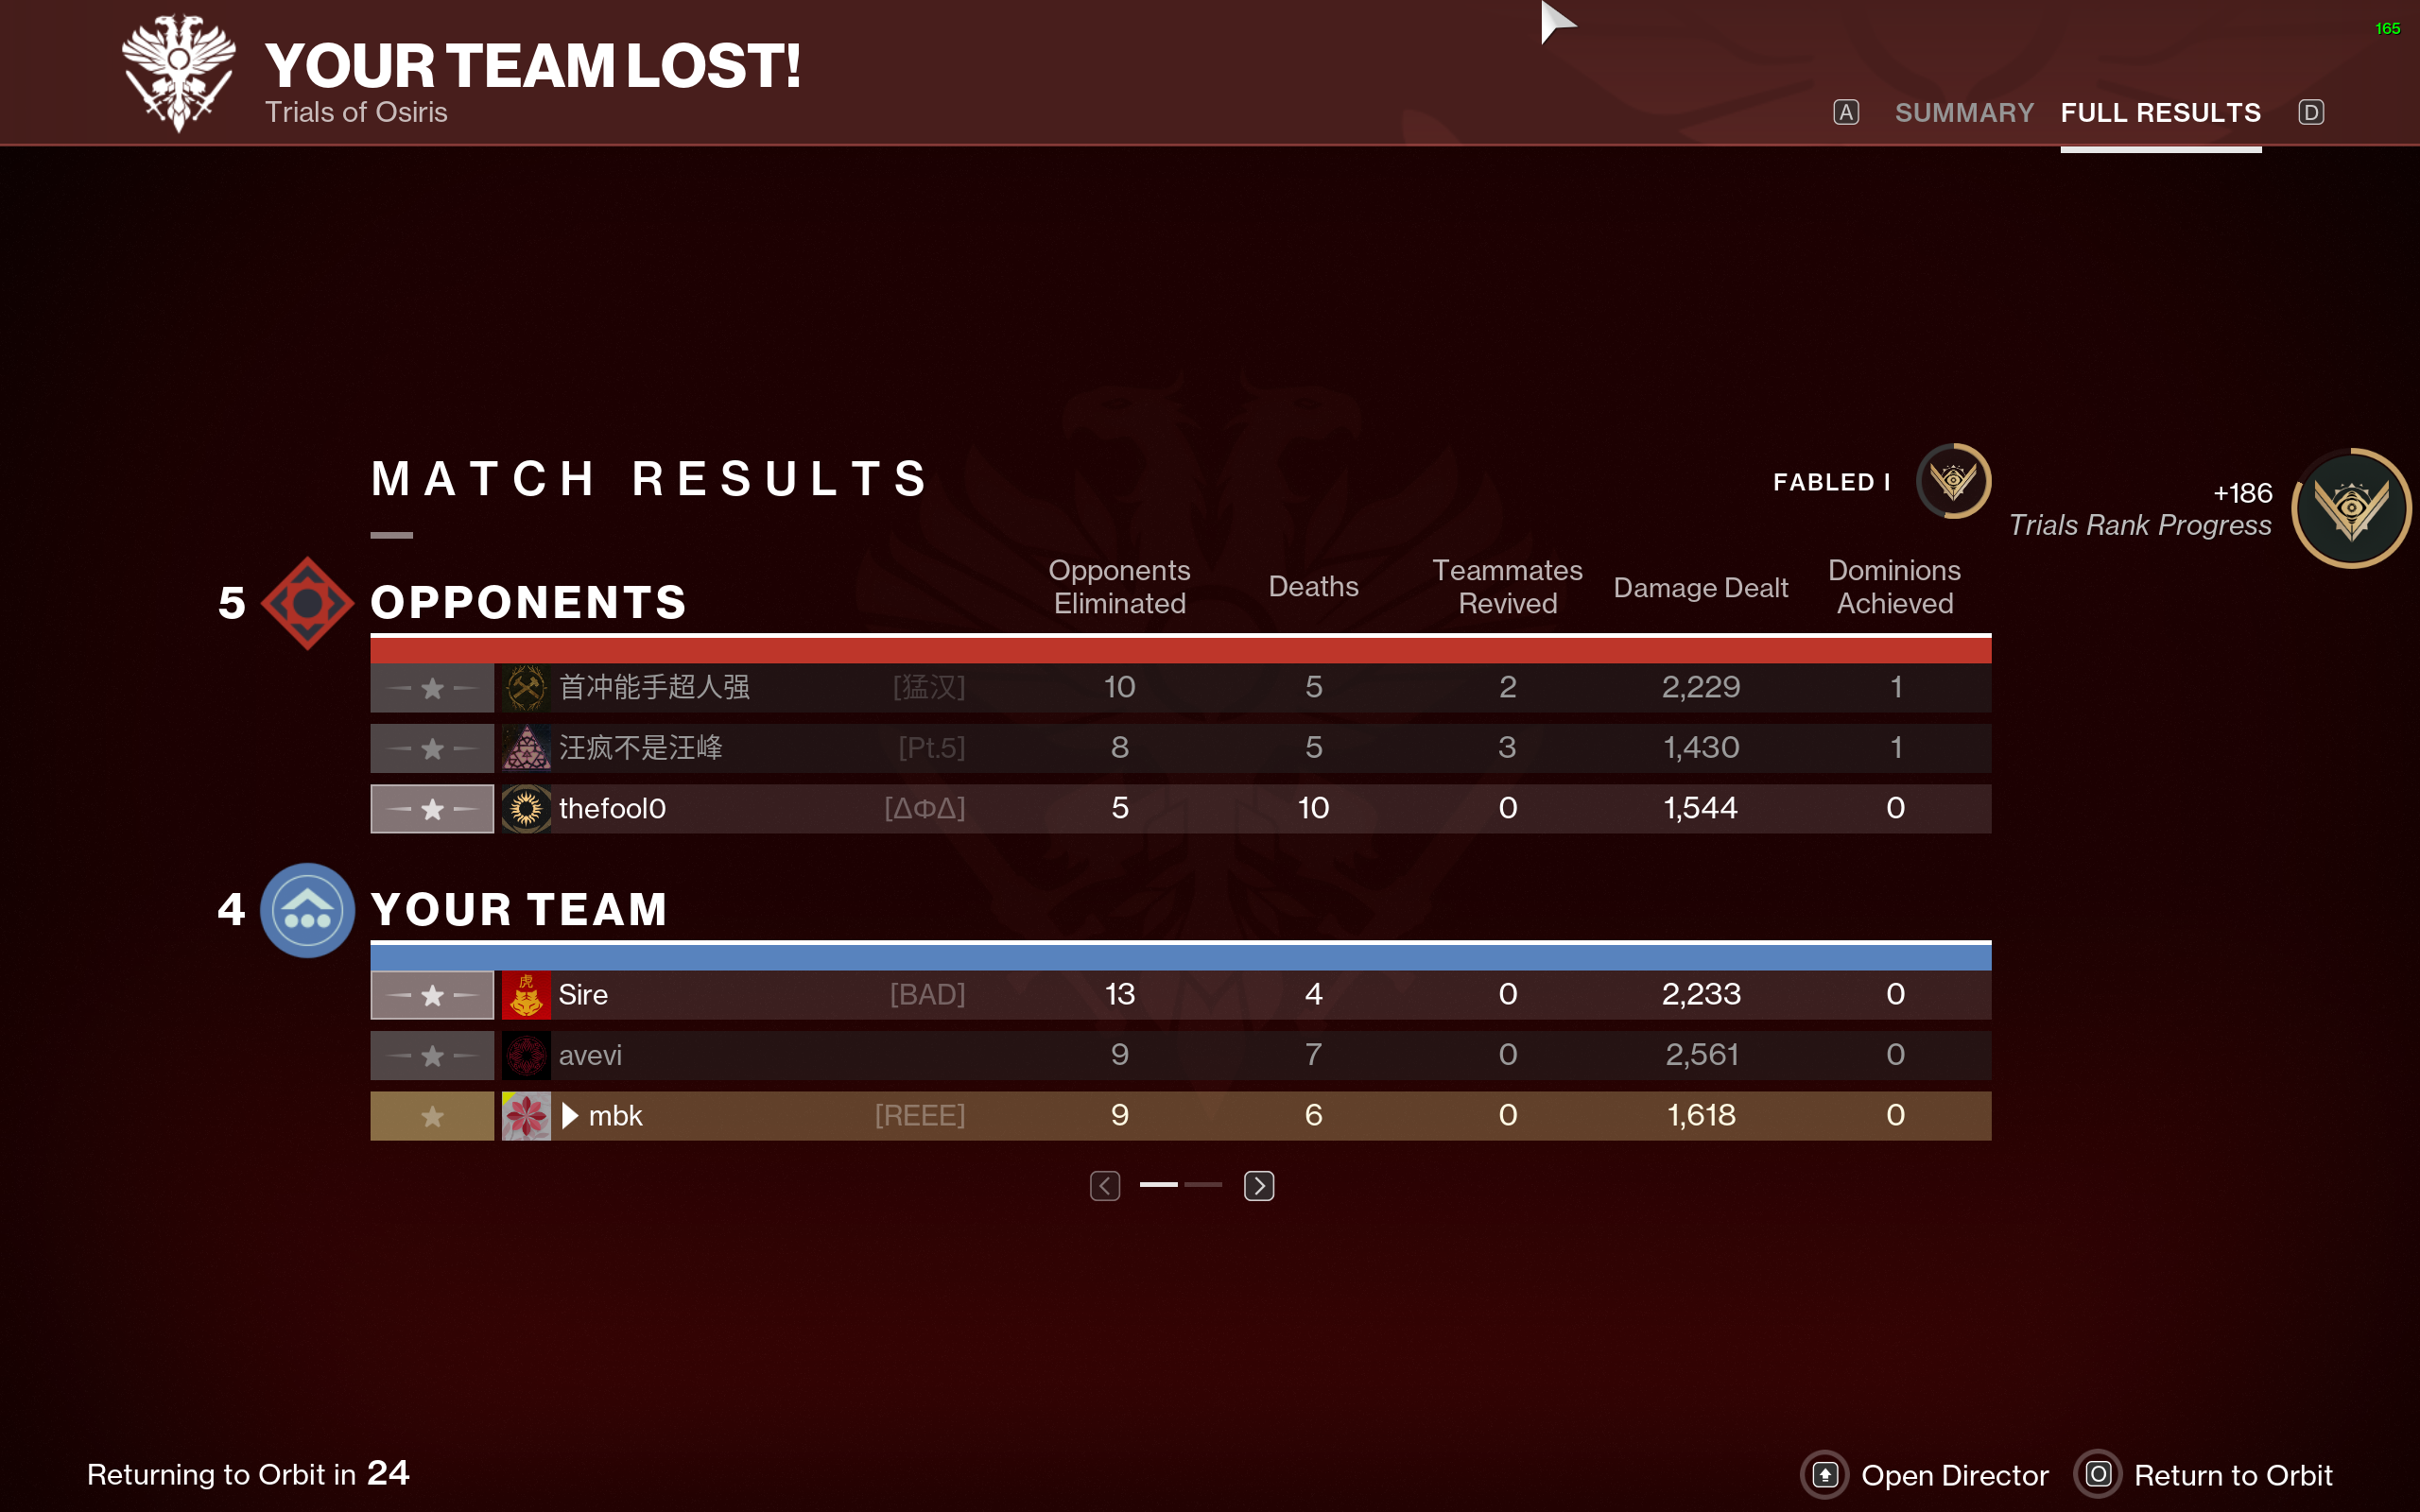 YOUR TEAM LOST!
Trials of Osiris
165
A SUMMARY FULL RESULTS D
MATCH RESULTS
FABLED I
+186
Trials Rank Progress
5 OPPONENTS Opponents Eliminated Deaths Teammates Revived Damage Dealt Dominions Achieved
首冲能手超人强 [猛汉] 10 5 2 2,229 1
汪疯不是汪峰 [Pt.5] 8 5 3 1,430 1
thefool0 [ΔΦΔ] 5 10 0 1,544 0
4 YOUR TEAM
虎
Sire [BAD] 13 4 0 2,233 0
avevi 9 7 0 2,561 0
mbk [REEE] 9 6 0 1,618 0
Returning to Orbit in 24
Open Director O Return to Orbit